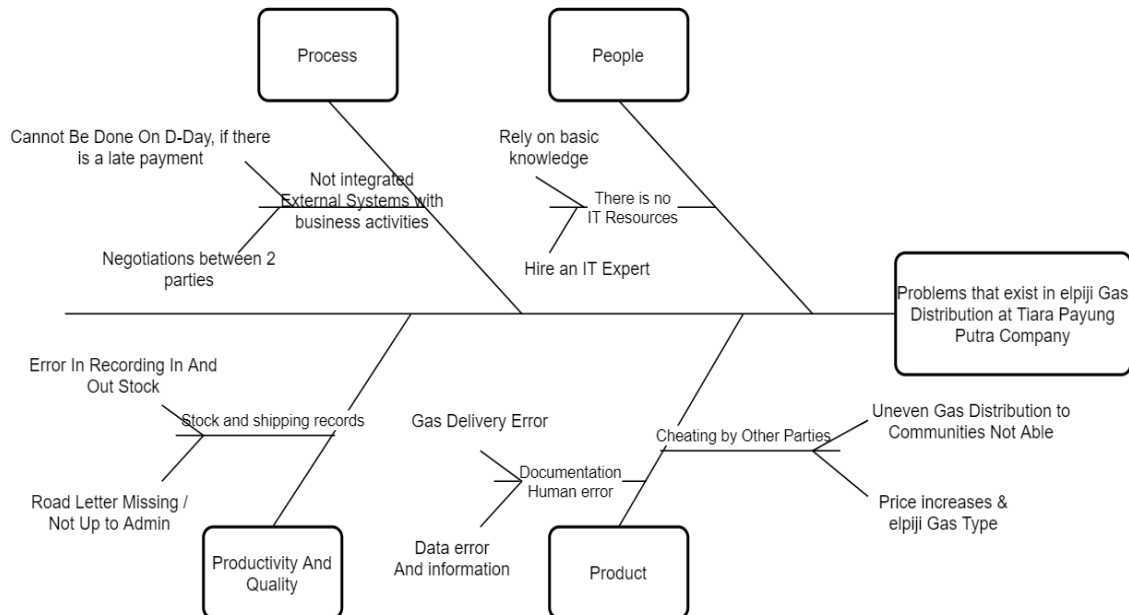 Process
People
Cannot Be Done On D-Day, if there
is a late payment
Not integrated
External Systems with
business activities
Negotiations between 2
parties
Rely on basic
knowledge
There is no
IT Resources
Hire an IT Expert
Problems that exist in elpiji Gas
Distribution at Tiara Payung
Putra Company
Error In Recording In And
Out Stock
Stock and shipping records
Road Letter Missing /
Not Up to Admin
Productivity And
Quality
Gas Delivery Error
Documentation
Human error
Data error
And information
Cheating by Other Parties
Uneven Gas Distribution to
Communities Not Able
Price increases &
elpiji Gas Type
Product